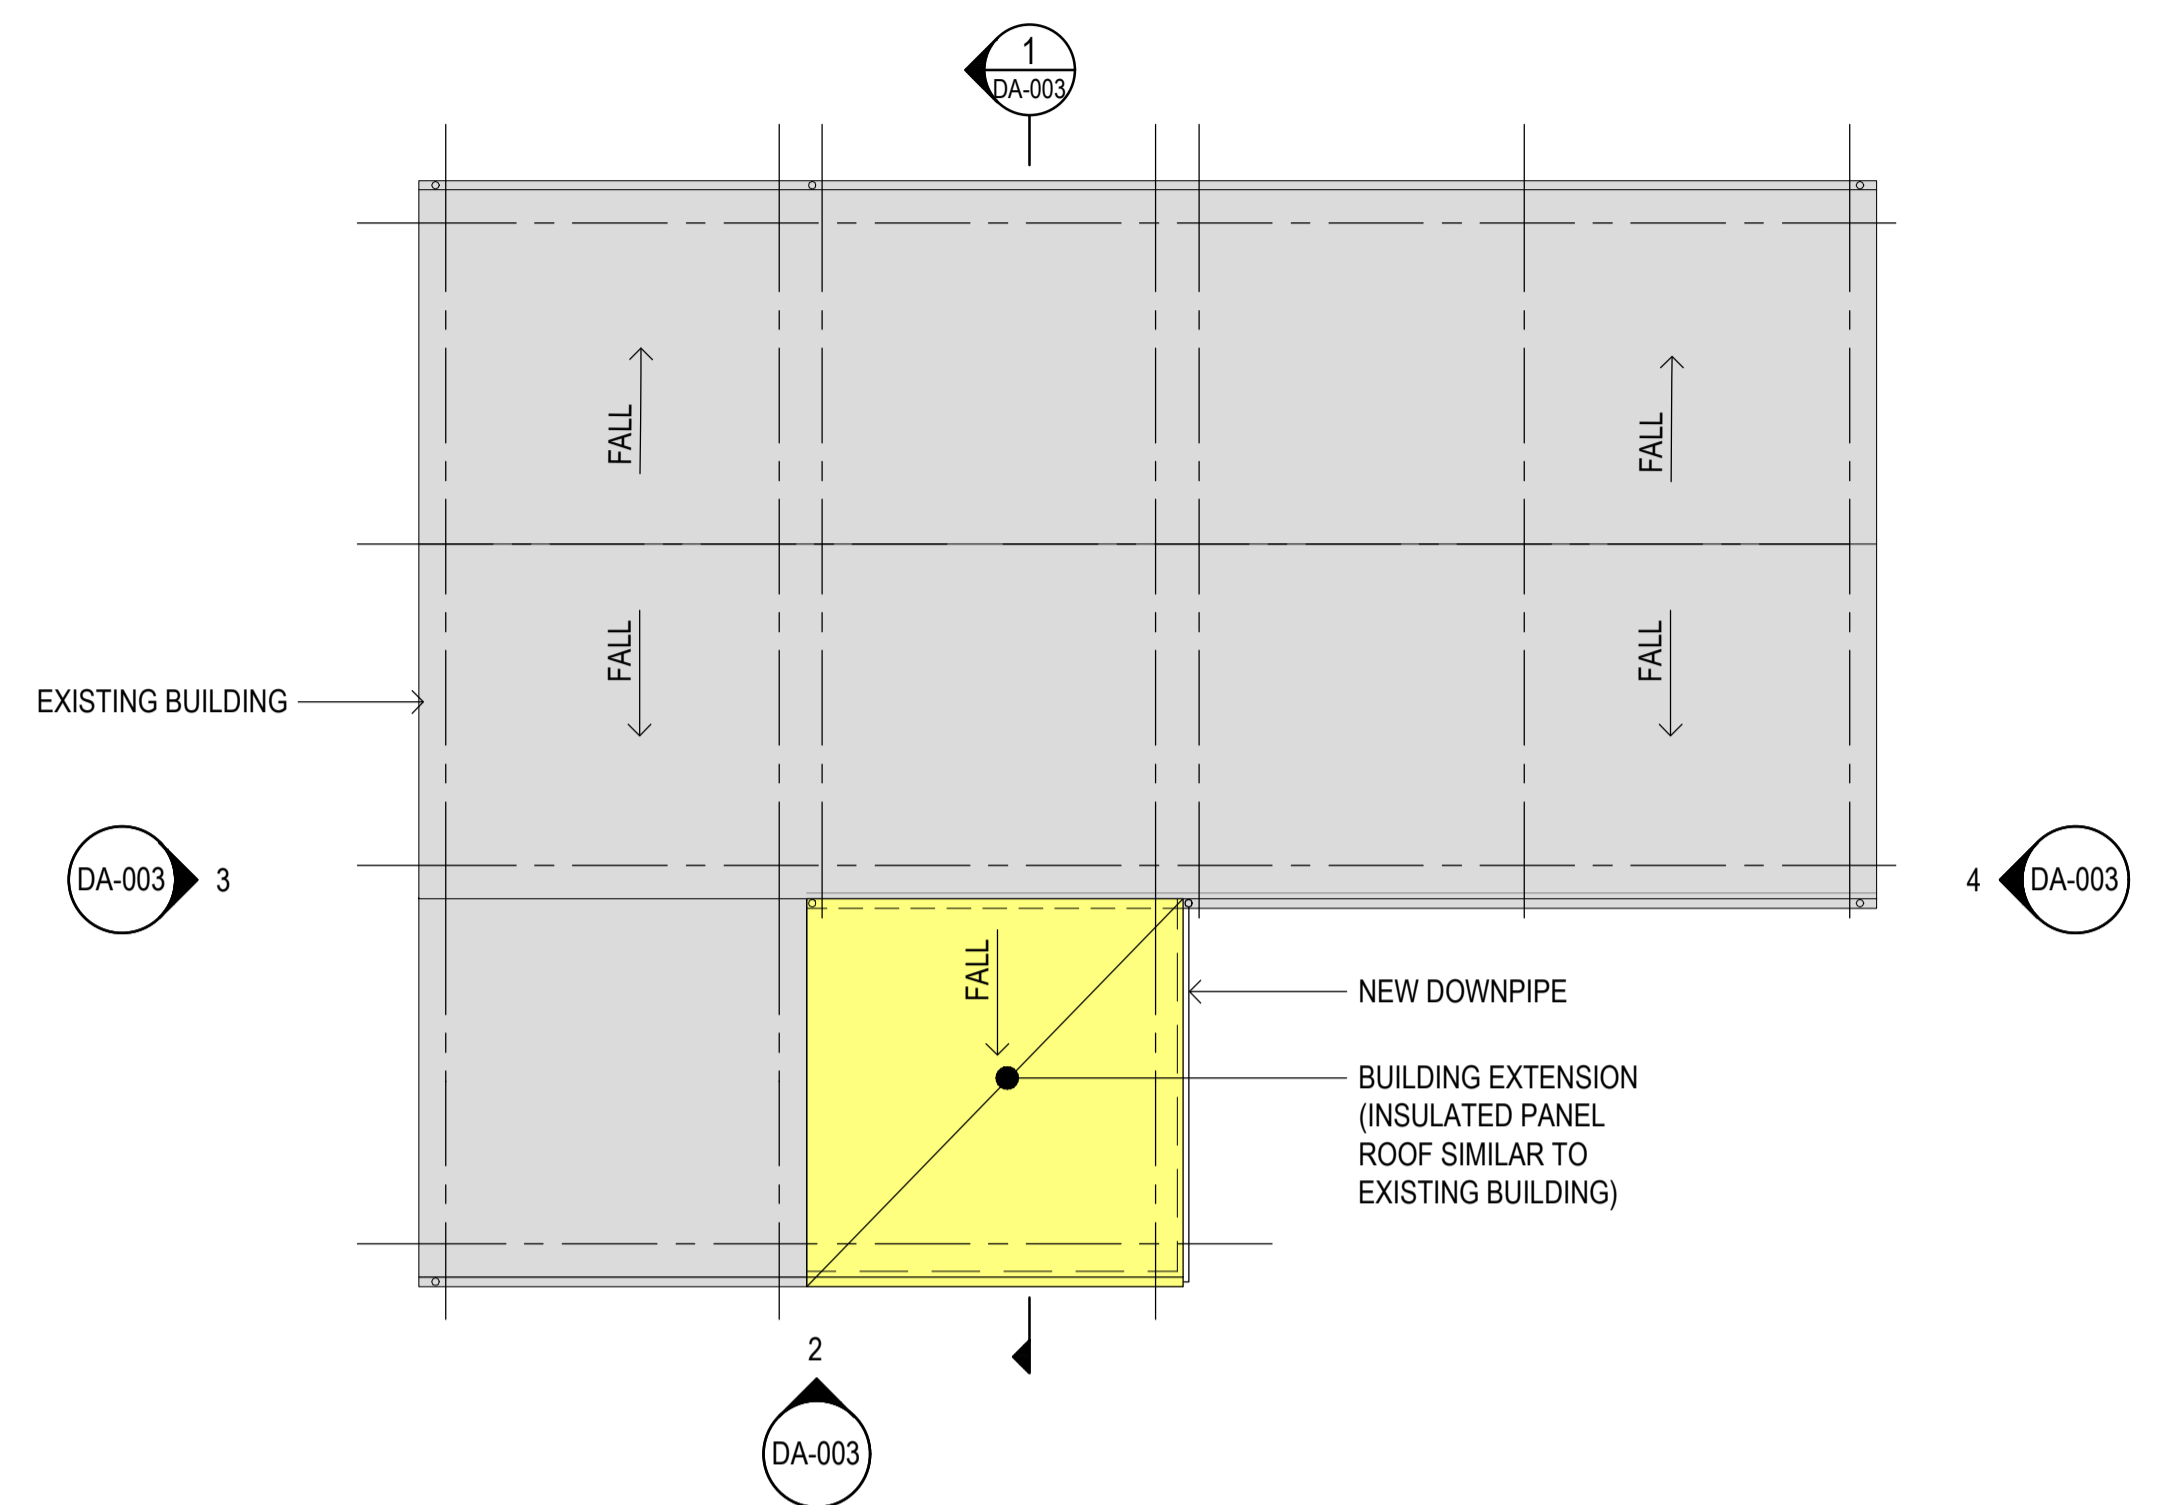 1
DA-003
FALL
FALL
FALL
FALL
EXISTING BUILDING
DA-003
3
4
DA-003
FALL
NEW DOWNPIPE
BUILDING EXTENSION
(INSULATED PANEL
ROOF SIMILAR TO
EXISTING BUILDING)
2
DA-003